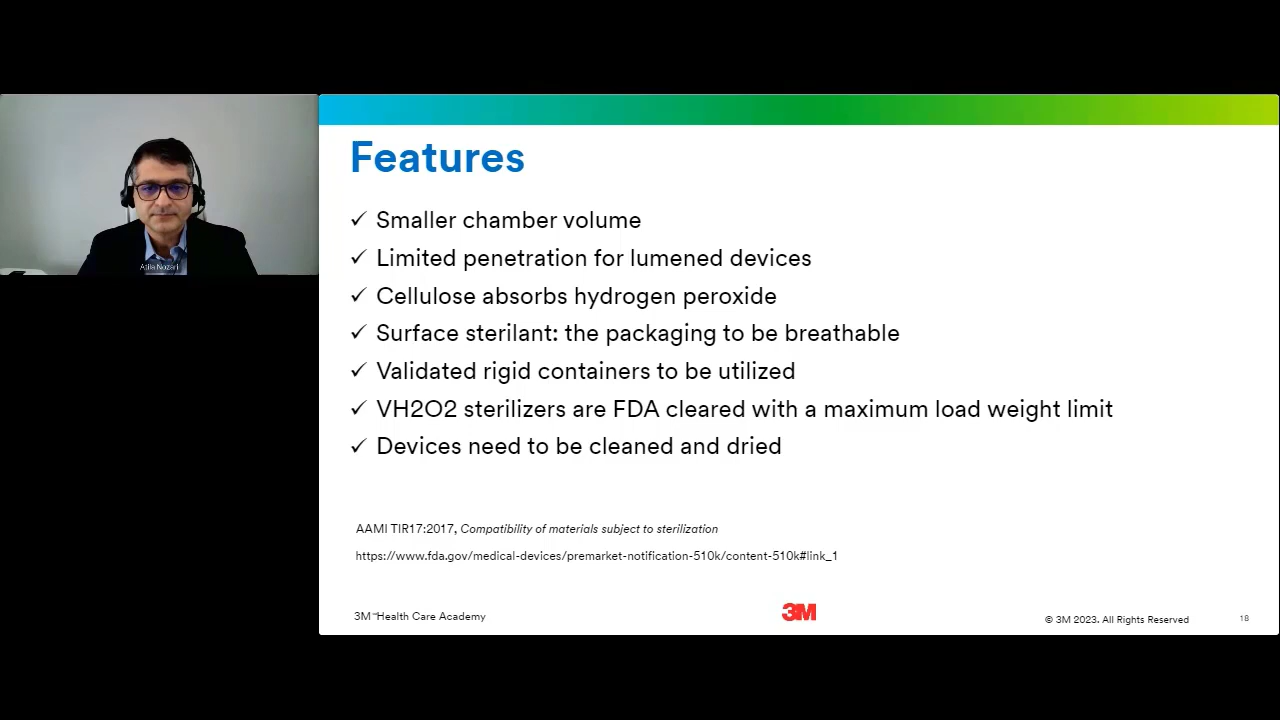 Features
✓ Smaller chamber volume
✓ Limited penetration for lumened devices
✓ Cellulose absorbs hydrogen peroxide
✓ Surface sterilant: the packaging to be breathable
✓ Validated rigid containers to be utilized
✓ VH2O2 sterilizers are FDA cleared with a maximum load weight limit
✓ Devices need to be cleaned and dried
Atila Nozari
AAMI TIR17:2017, Compatibility of materials subject to sterilization
https://www.fda.gov/medical-devices/premarket-notification-510k/content-510k#link_1
3M™Health Care Academy
3M
© 3M 2023. All Rights Reserved
18